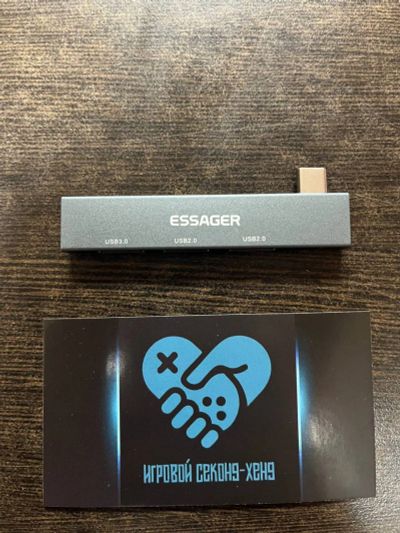 ESSAGER
USB3.0 USB2.0 USB2.0
ИГРОВОЙ СЕКОНД-ХЕНД